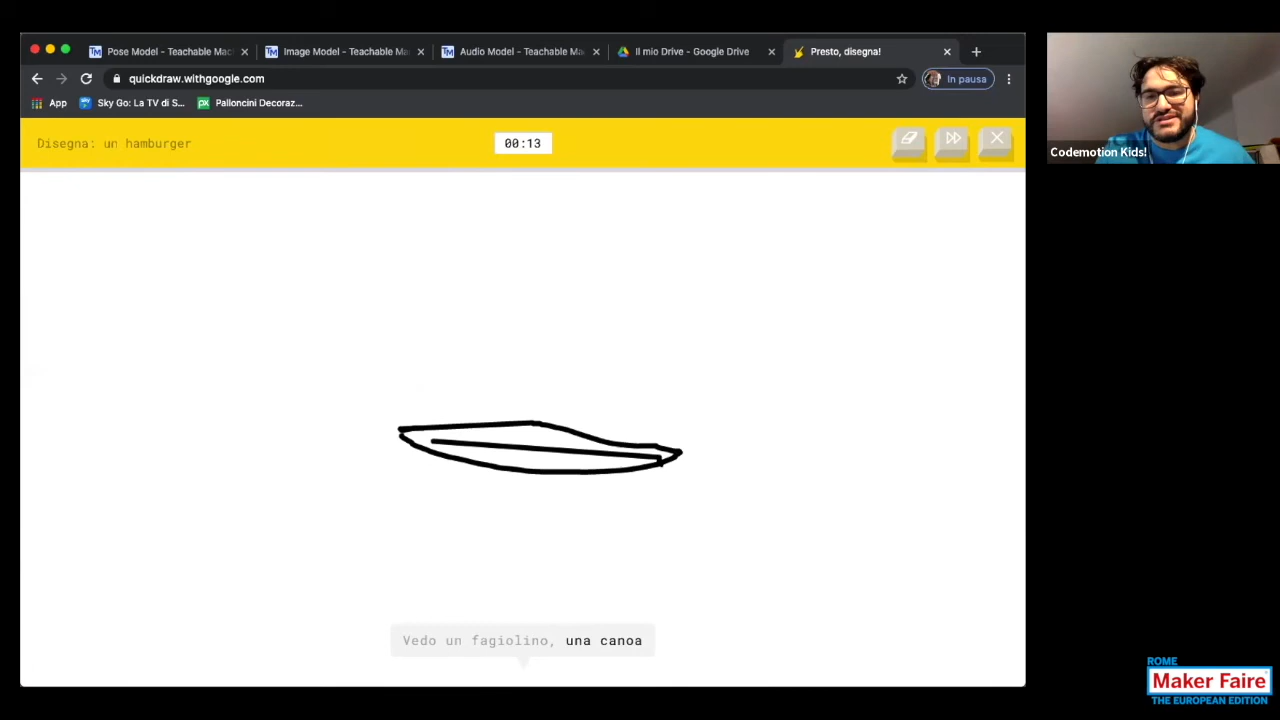 Pose Model - Teachable Mac
Image Model - Teachable Ma
Audio Model - Teachable Ma
Il mio Drive - Google Drive
Presto, disegna!
quickdraw.withgoogle.com
In pausa
App
Sky Go: La TV di S...
Palloncini Decoraz...
Disegna: un hamburger
00:13
Codemotion Kids!
Vedo un fagiolino, una canoa
ROME
Maker Faire
THE EUROPEAN EDITION